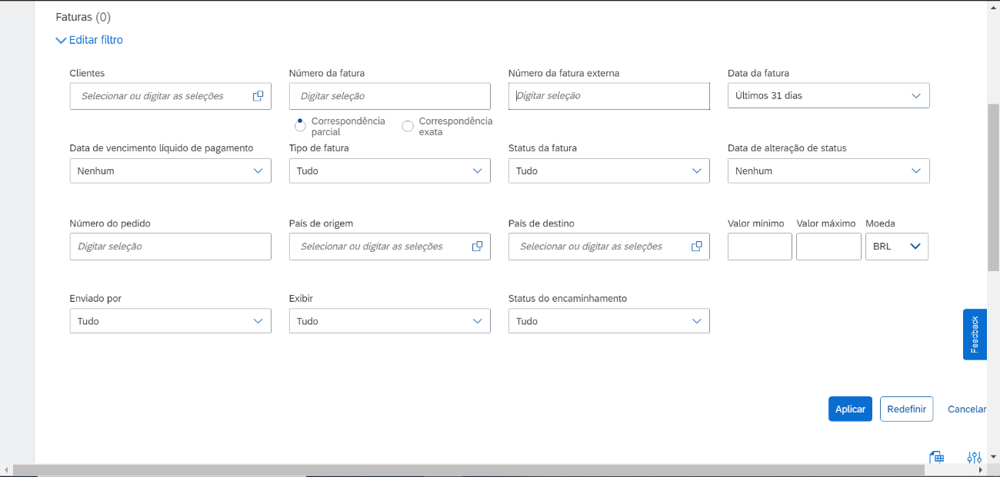 Faturas (0)
Editar filtro
Clientes
Número da fatura
Número da fatura externa
Data da fatura
Selecionar ou digitar as seleções
Digitar seleção
Digitar seleção
Últimos 31 dias
Correspondência parcial
Correspondência exata
Data de vencimento líquido de pagamento
Tipo de fatura
Status da fatura
Data de alteração de status
Nenhum
Tudo
Tudo
Nenhum
Número do pedido
País de origem
País de destino
Valor mínimo
Valor máximo
Moeda
Digitar seleção
Selecionar ou digitar as seleções
Selecionar ou digitar as seleções
BRL
Enviado por
Exibir
Status do encaminhamento
Tudo
Tudo
Tudo
Feedback
Aplicar
Redefinir
Cancelar